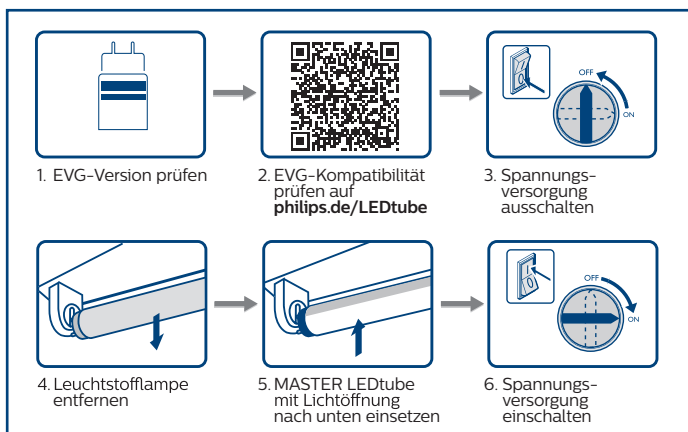 1. EVG-Version prüfen
2. EVG-Kompatibilität
prüfen auf
philips.de/LEDtube
OFF
ON
3. Spannungs-
versorgung
ausschalten
4. Leuchtstofflampe
entfernen
5. MASTER LEDtube
mit Lichtöffnung
nach unten einsetzen
OFF
ON
6. Spannungs-
versorgung
einschalten